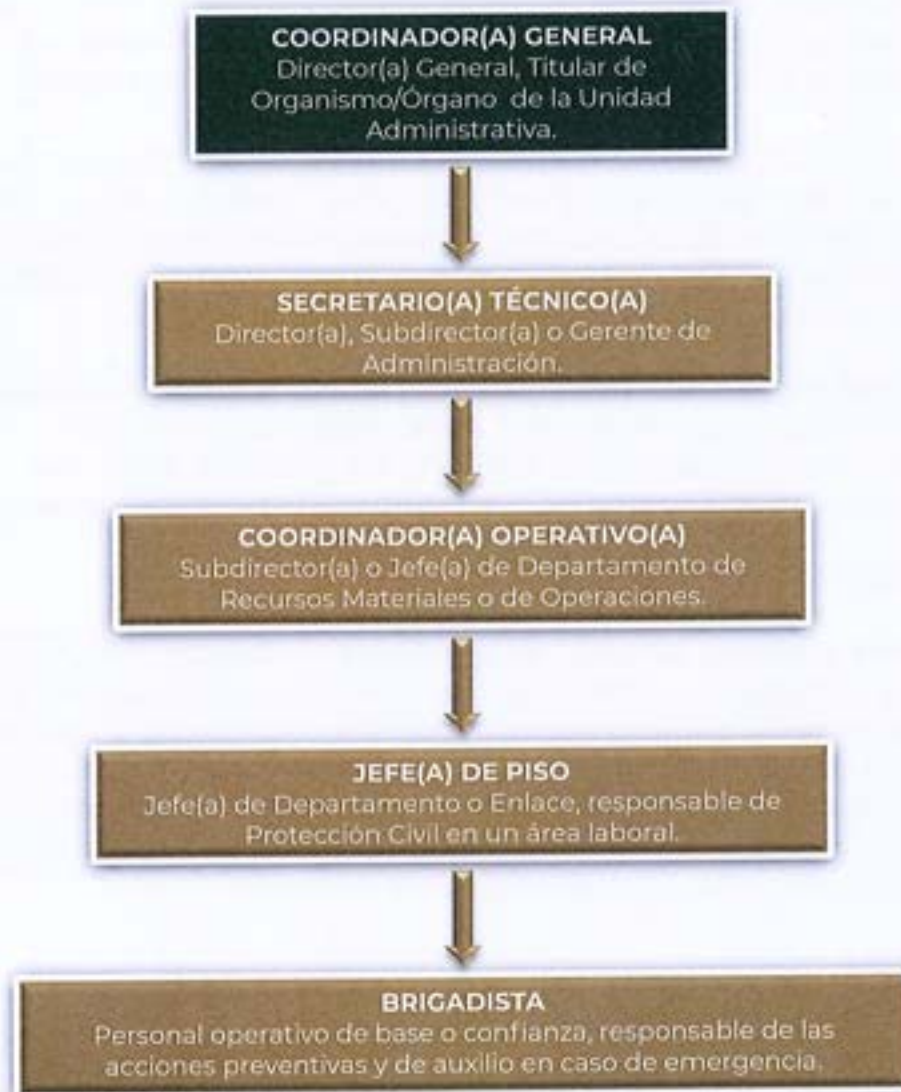 COORDINADOR(A) GENERAL
Director(a) General, Titular de
Organismo/Órgano de la Unidad
Administrativa.
SECRETARIO(A) TÉCNICO(A)
Director(a), Subdirector(a) o Gerente de
Administración.
COORDINADOR(A) OPERATIVO(A)
Subdirector(a) o Jefe(a) de Departamento de
Recursos Materiales o de Operaciones.
JEFE(A) DE PISO
Jefe(a) de Departamento o Enlace, responsable de
Protección Civil en un área laboral.
BRIGADISTA
Personal operativo de base o confianza, responsable de las
acciones preventivas y de auxilio en caso de emergencia.